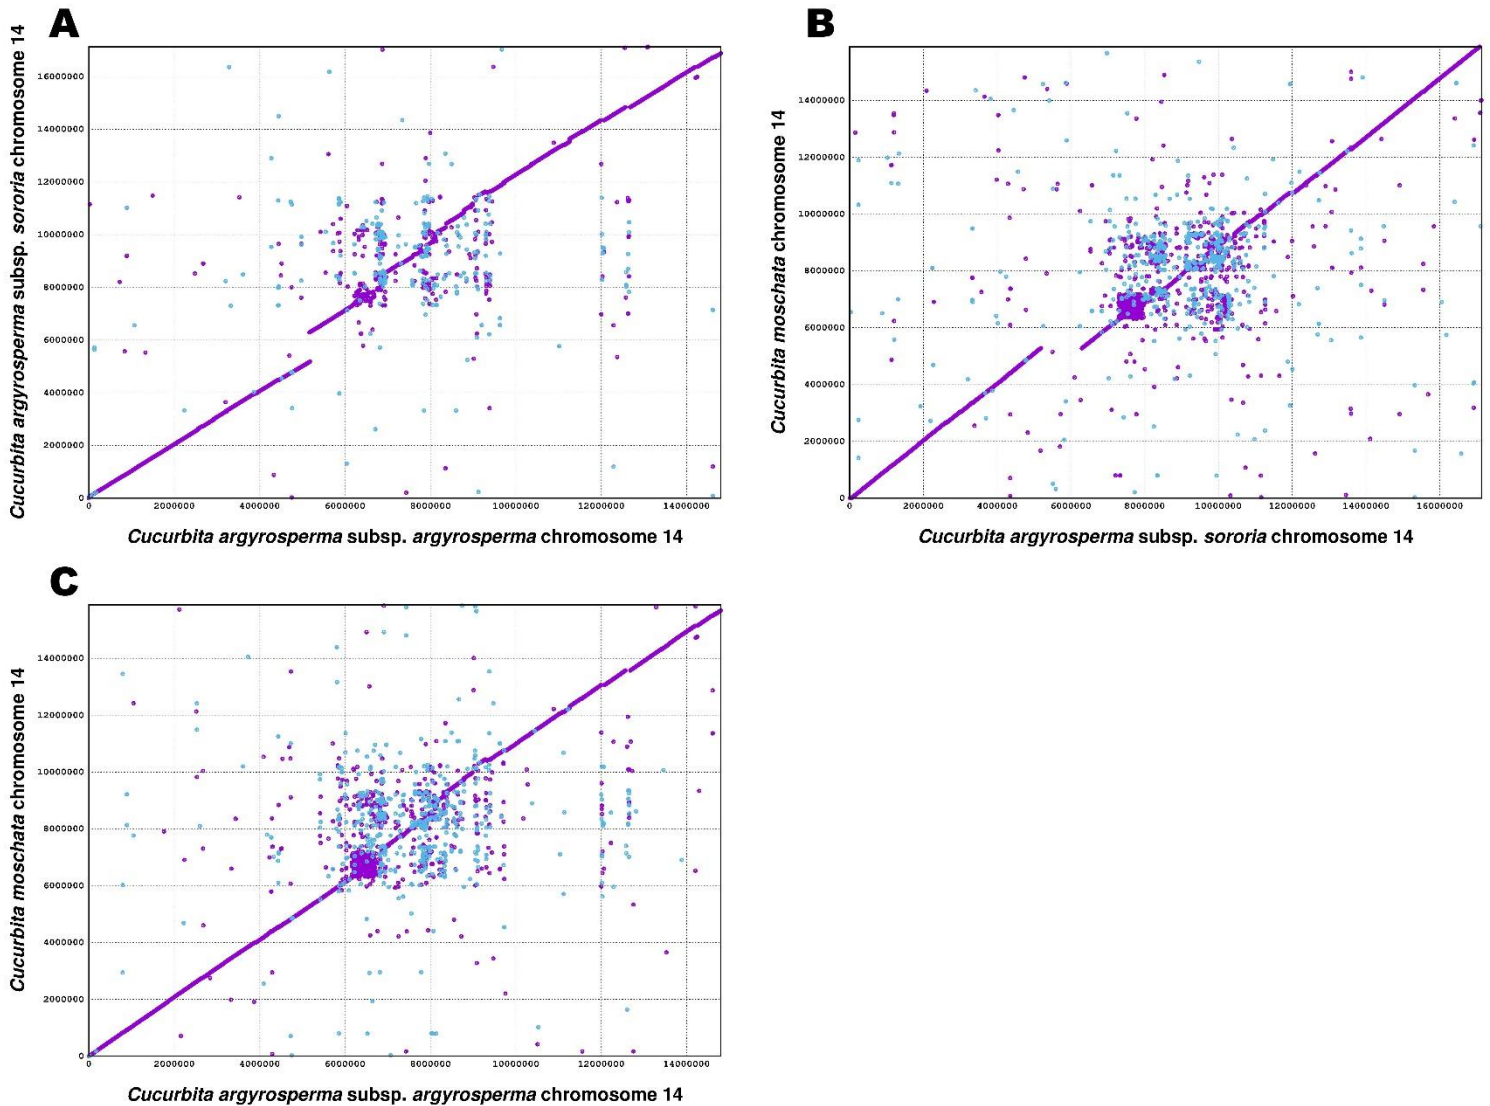 A
Cucurbita argyrosperma subsp. sororia chromosome 14
16000000
14000000
12000000
10000000
8000000
6000000
4000000
2000000
0
0 2000000 4000000 6000000 8000000 10000000 12000000 14000000
Cucurbita argyrosperma subsp. argyrosperma chromosome 14
B
Cucurbita moschata chromosome 14
14000000
12000000
10000000
8000000
6000000
4000000
2000000
0
0 2000000 4000000 6000000 8000000 10000000 12000000 14000000 16000000
Cucurbita argyrosperma subsp. sororia chromosome 14
C
Cucurbita moschata chromosome 14
14000000
12000000
10000000
8000000
6000000
4000000
2000000
0
0 2000000 4000000 6000000 8000000 10000000 12000000 14000000
Cucurbita argyrosperma subsp. argyrosperma chromosome 14